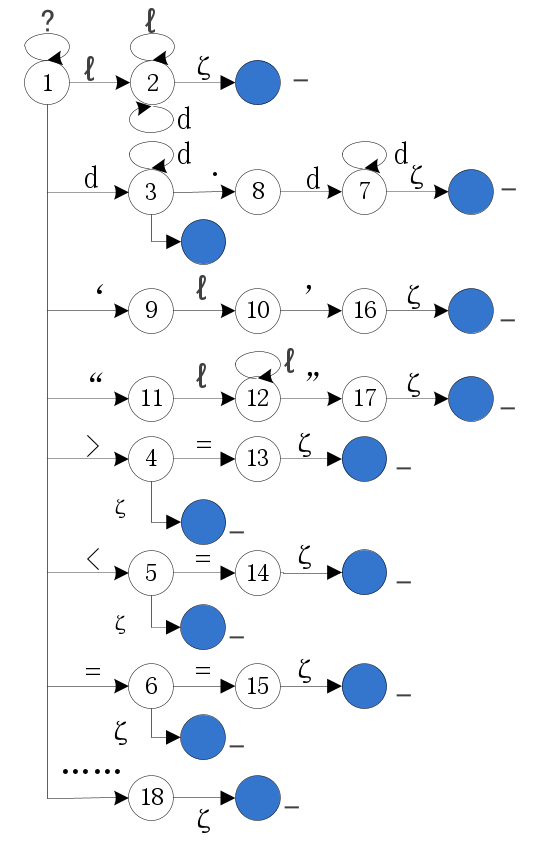 ?
ℓ
1 ℓ 2 ζ –
d
d
d 3 . 8 d 7 d ζ –
‘ 9 ℓ 10 ’ 16 ζ –
“ 11 ℓ 12 ℓ ” 17 ζ –
> 4 = 13 ζ –
ζ –
< 5 = 14 ζ –
ζ –
= 6 = 15 ζ –
ζ –
…… 18 ζ –